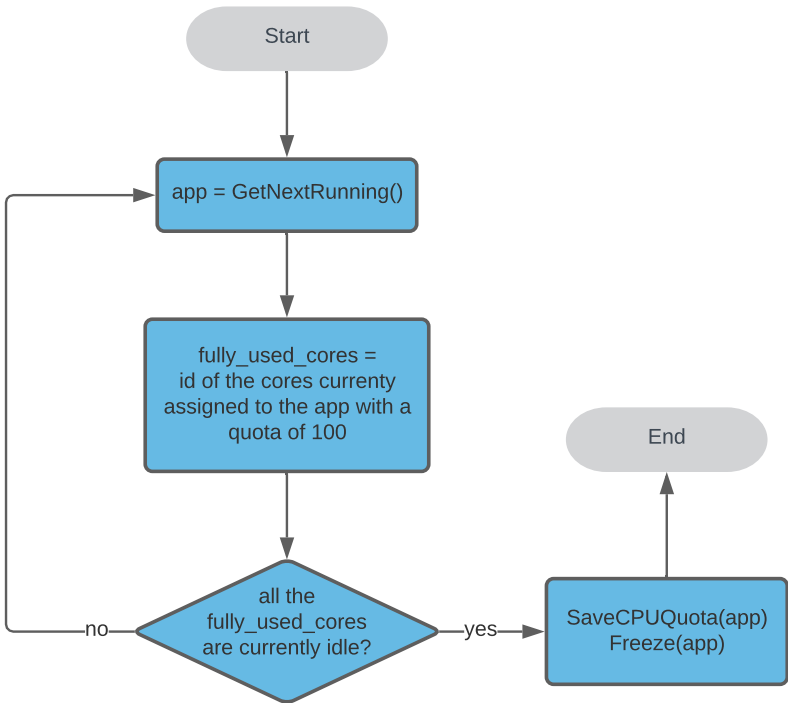 Start
app = GetNextRunning()
fully_used_cores =
id of the cores currenty
assigned to the app with a
quota of 100
all the
fully_used_cores
are currently idle?
no
yes
SaveCPUQuota(app)
Freeze(app)
End